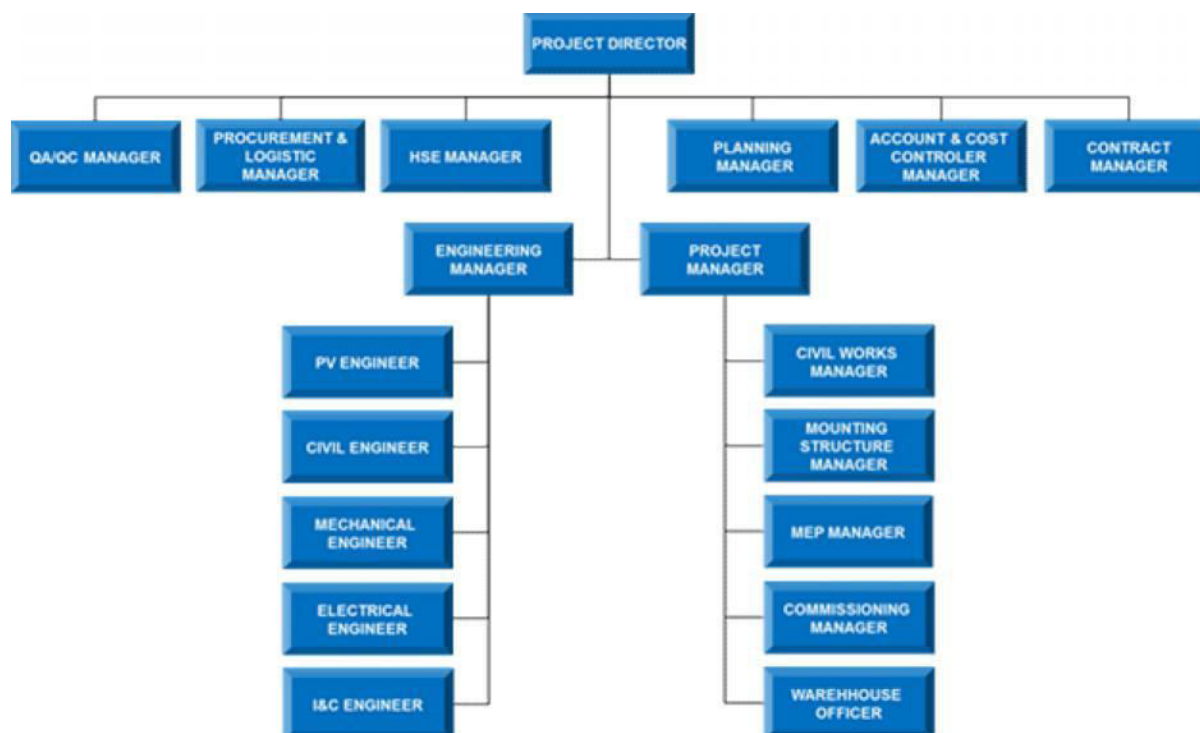 PROJECT DIRECTOR
QA/QC MANAGER
PROCUREMENT &
LOGISTIC
MANAGER
HSE MANAGER
PLANNING
MANAGER
ACCOUNT & COST
CONTROLER
MANAGER
CONTRACT
MANAGER
ENGINEERING
MANAGER
PROJECT
MANAGER
PV ENGINEER
CIVIL ENGINEER
MECHANICAL
ENGINEER
ELECTRICAL
ENGINEER
I&C ENGINEER
CIVIL WORKS
MANAGER
MOUNTING
STRUCTURE
MANAGER
MEP MANAGER
COMMISSIONING
MANAGER
WAREHHOUSE
OFFICER